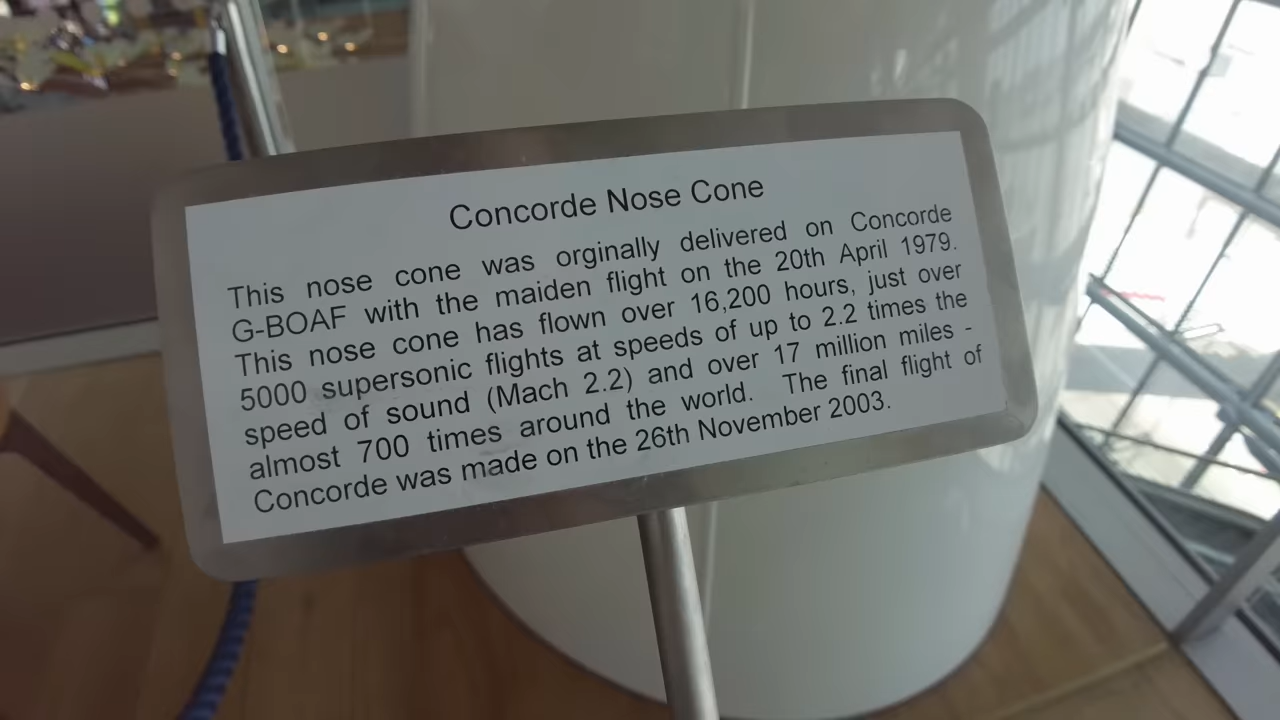 Concorde Nose Cone
This nose cone was orginally delivered on Concorde
G-BOAF with the maiden flight on the 20th April 1979.
This nose cone has flown over 16,200 hours, just over
5000 supersonic flights at speeds of up to 2.2 times the
speed of sound (Mach 2.2) and over 17 million miles -
almost 700 times around the world. The final flight of
Concorde was made on the 26th November 2003.